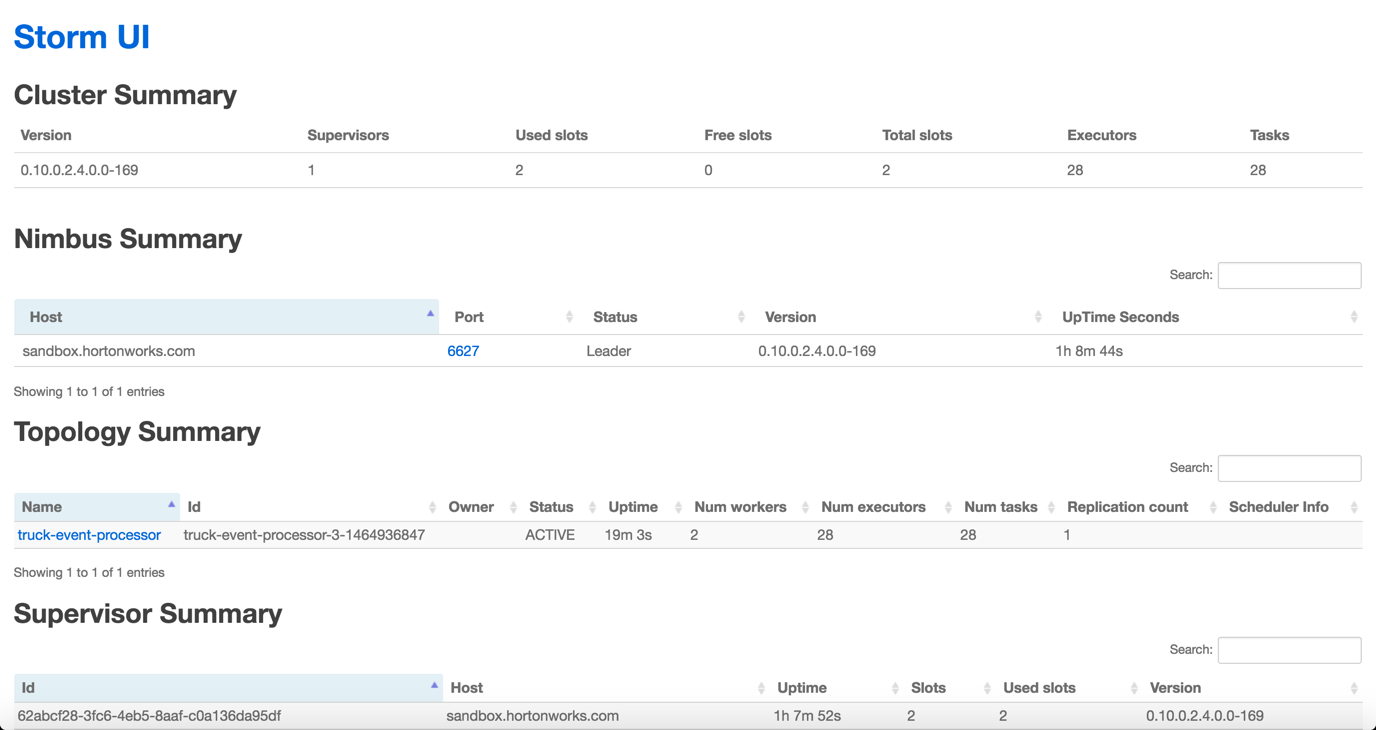 Storm UI
Cluster Summary
Version Supervisors Used slots Free slots Total slots Executors Tasks
0.10.0.2.4.0.0-169 1 2 0 2 28 28
Nimbus Summary
Search:
Host Port Status Version UpTime Seconds
sandbox.hortonworks.com 6627 Leader 0.10.0.2.4.0.0-169 1h 8m 44s
Showing 1 to 1 of 1 entries
Topology Summary
Search:
Name Id Owner Status Uptime Num workers Num executors Num tasks Replication count Scheduler Info
truck-event-processor truck-event-processor-3-1464936847 ACTIVE 19m 3s 2 28 28 1
Showing 1 to 1 of 1 entries
Supervisor Summary
Search:
Id Host Uptime Slots Used slots Version
62abcf28-3fc6-4eb5-8aaf-c0a136da95df sandbox.hortonworks.com 1h 7m 52s 2 2 0.10.0.2.4.0.0-169